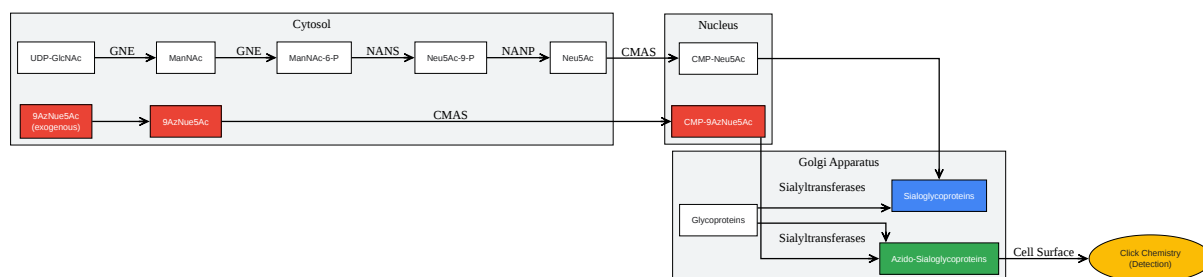 Cytosol
Nucleus
UDP-GlcNAc
GNE
ManNAc
GNE
ManNAc-6-P
NANS
Neu5Ac-9-P
NANP
Neu5Ac
CMAS
CMP-Neu5Ac
9AzNue5Ac
(exogenous)
9AzNue5Ac
CMAS
CMP-9AzNue5Ac
Golgi Apparatus
Sialyltransferases
Sialoglycoproteins
Glycoproteins
Sialyltransferases
Azido-Sialoglycoproteins
Cell Surface
Click Chemistry
(Detection)